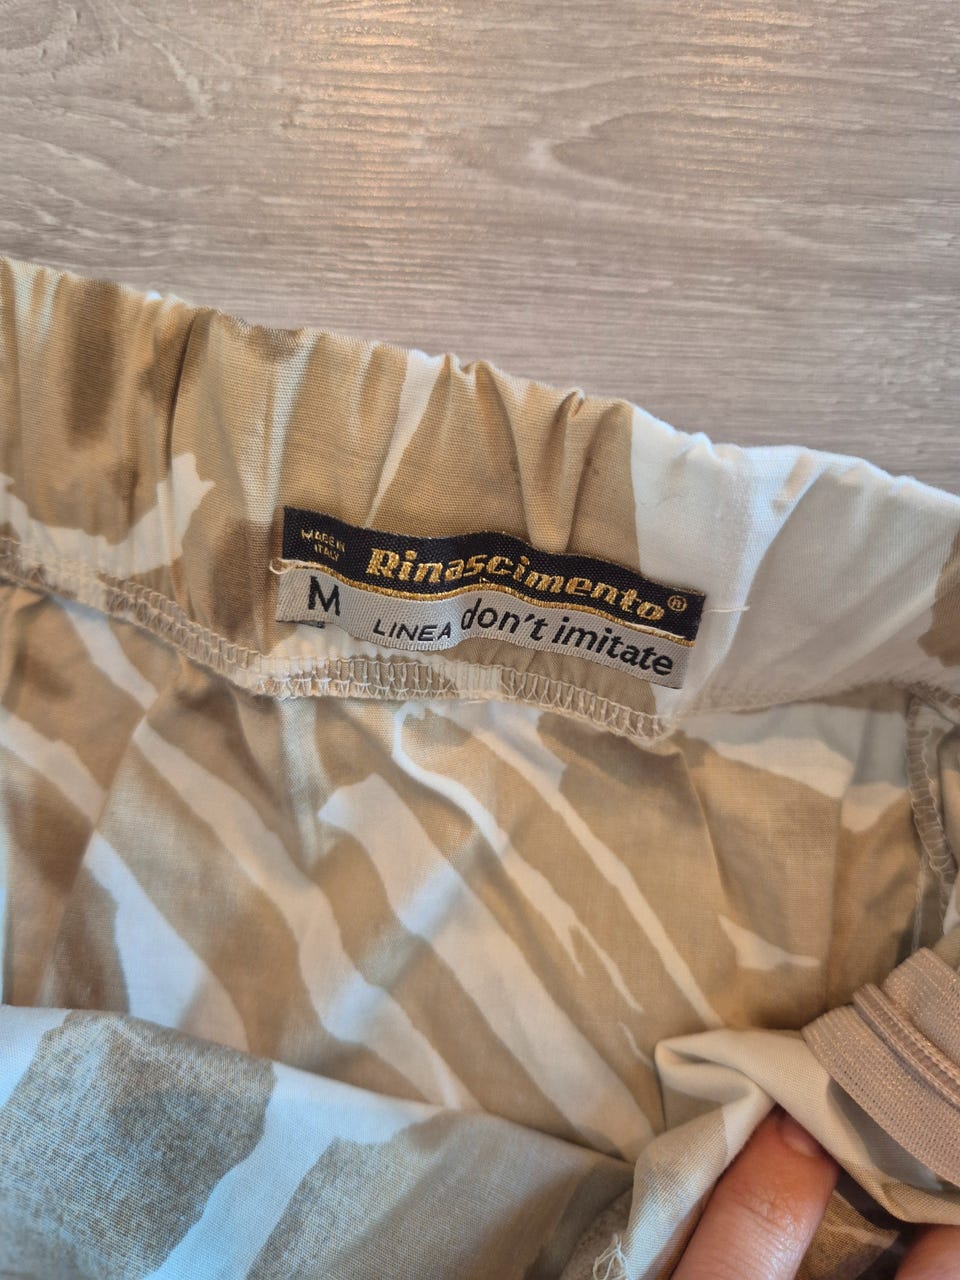 MADE IN
ITALY
Rinascimento®
M
LINEA don't imitate